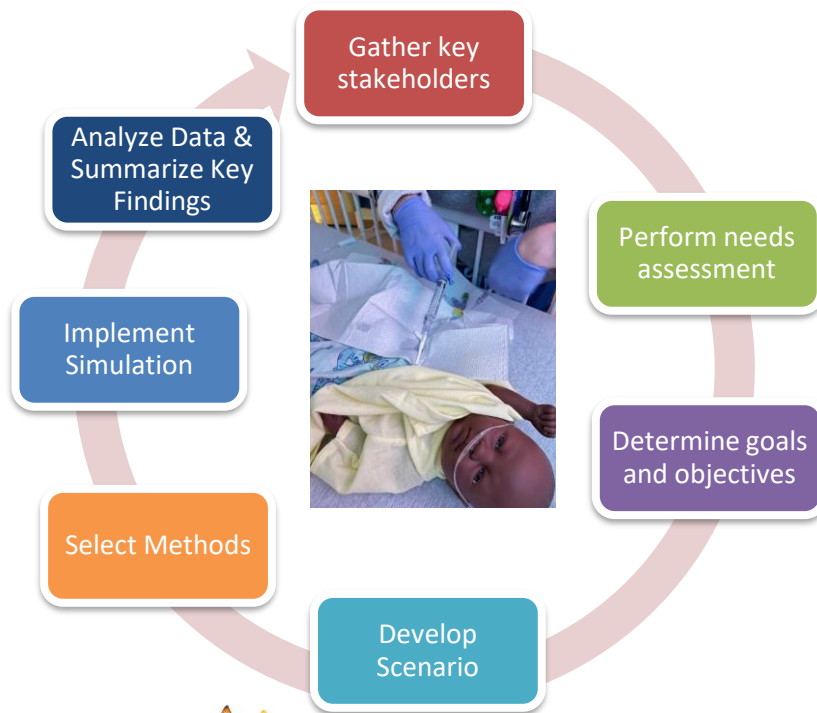 Gather key
stakeholders
Perform needs
assessment
Determine goals
and objectives
Develop
Scenario
Select Methods
Implement
Simulation
Analyze Data &
Summarize Key
Findings